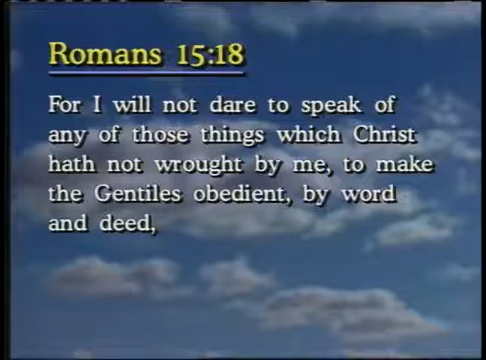 Romans 15:18
For I will not dare to speak of
any of those things which Christ
hath not wrought by me, to make
the Gentiles obedient, by word
and deed,